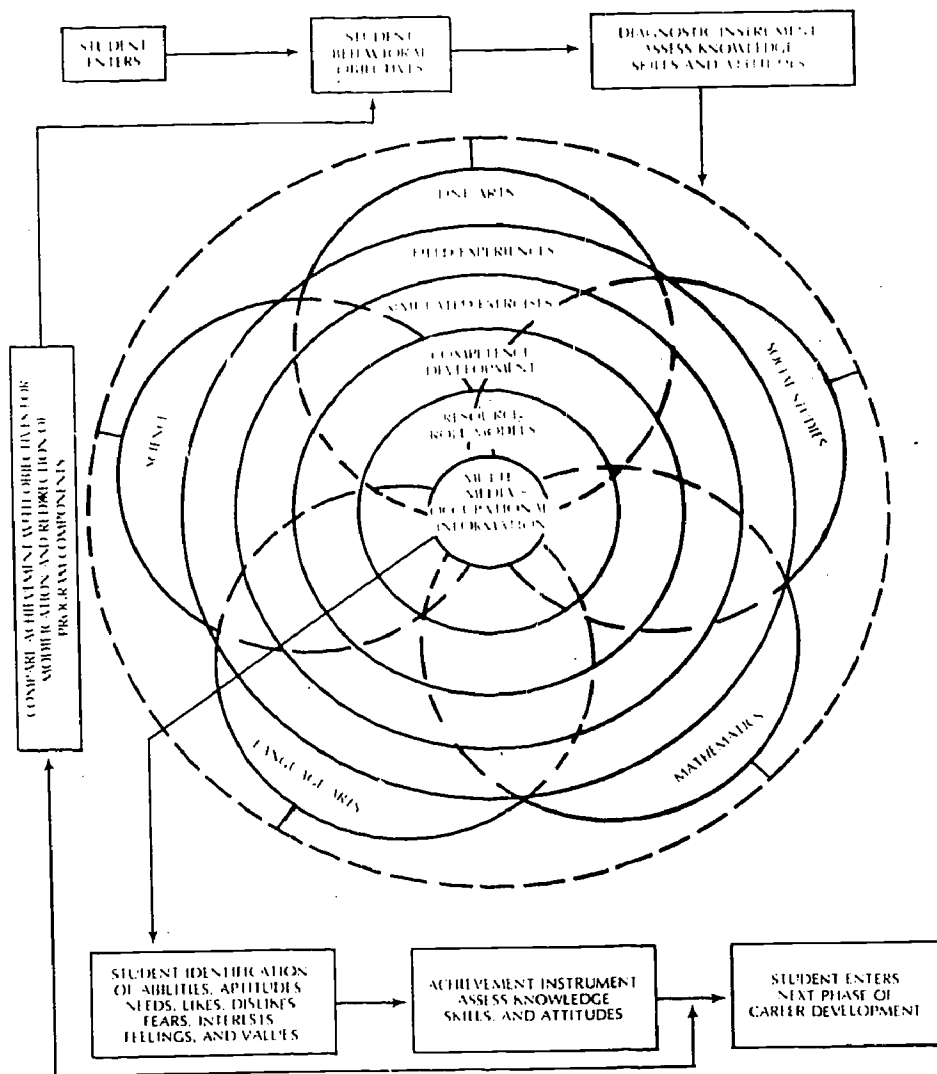 STUDENT
ENTERS
STUDENT
BEHAVIORAL
OBJECTIVES
DIAGNOSTIC INSTRUMENT
ASSESS KNOWLEDGE
SKILLS AND ATTITUDES
FINE ARTS
FIELD EXPERIENCES
SIMULATED EXERCISES
COMPETENCE
DEVELOPMENT
RESOURCE,
ROLE MODELS
MULTI-
MEDIA -
OCCUPATIONAL
INFORMATION
SCIENCE
SOCIAL STUDIES
LANGUAGE ARTS
MATHEMATICS
COMPARE ACHIEVEMENT WITH OBJECTIVES FOR
MODIFICATION AND REDIRECTION OF
PROGRAM COMPONENTS
STUDENT IDENTIFICATION
OF ABILITIES, APTITUDES
NEEDS, LIKES, DISLIKES
FEARS, INTERESTS
FEELINGS, AND VALUES
ACHIEVEMENT INSTRUMENT
ASSESS KNOWLEDGE
SKILLS, AND ATTITUDES
STUDENT ENTERS
NEXT PHASE OF
CAREER DEVELOPMENT